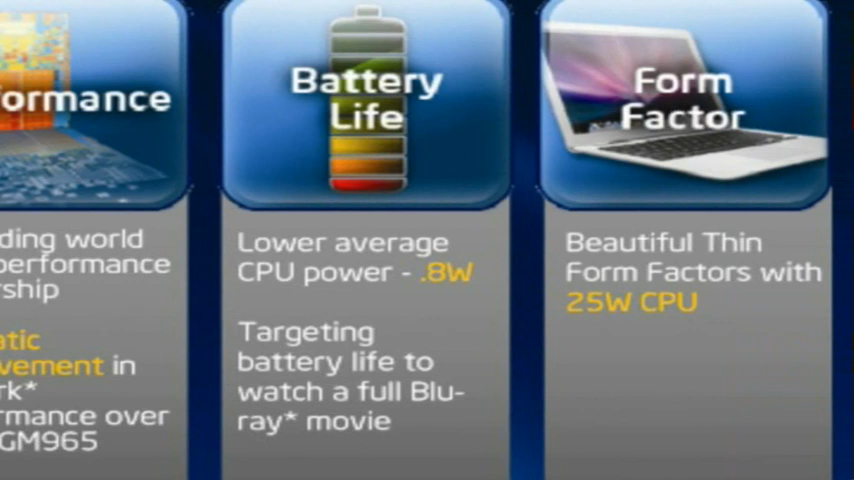 formance
ding world
performance
rship
atic
vement in
rk*
rmance over
GM965
Battery
Life
Lower average
CPU power - .8W
Targeting
battery life to
watch a full Blu-
ray* movie
Form
Factor
Beautiful Thin
Form Factors with
25W CPU